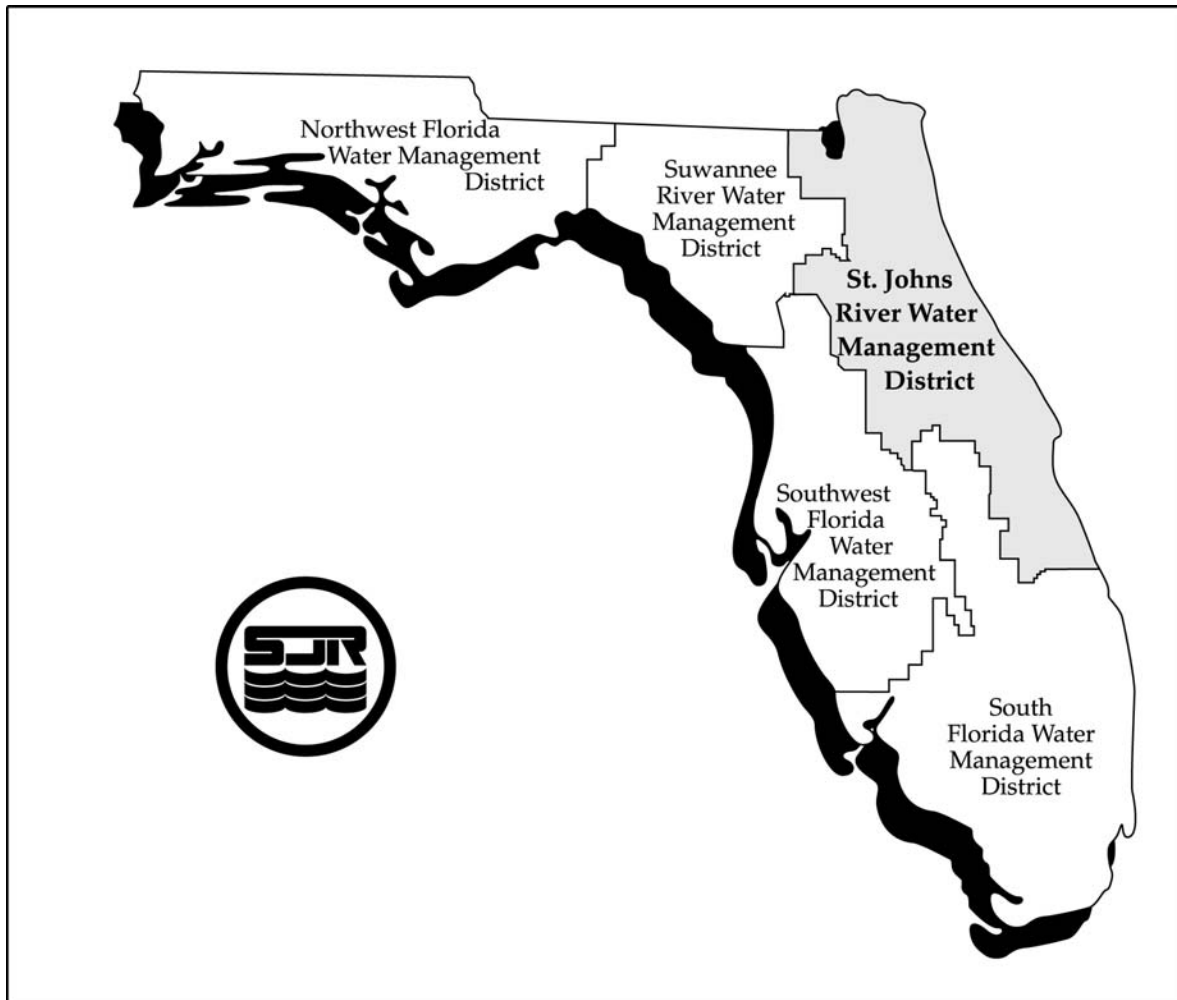 Northwest Florida
Water Management
District
Suwannee
River Water
Management
District
St. Johns
River Water
Management
District
Southwest
Florida
Water
Management
District
South
Florida Water
Management
District
SJR